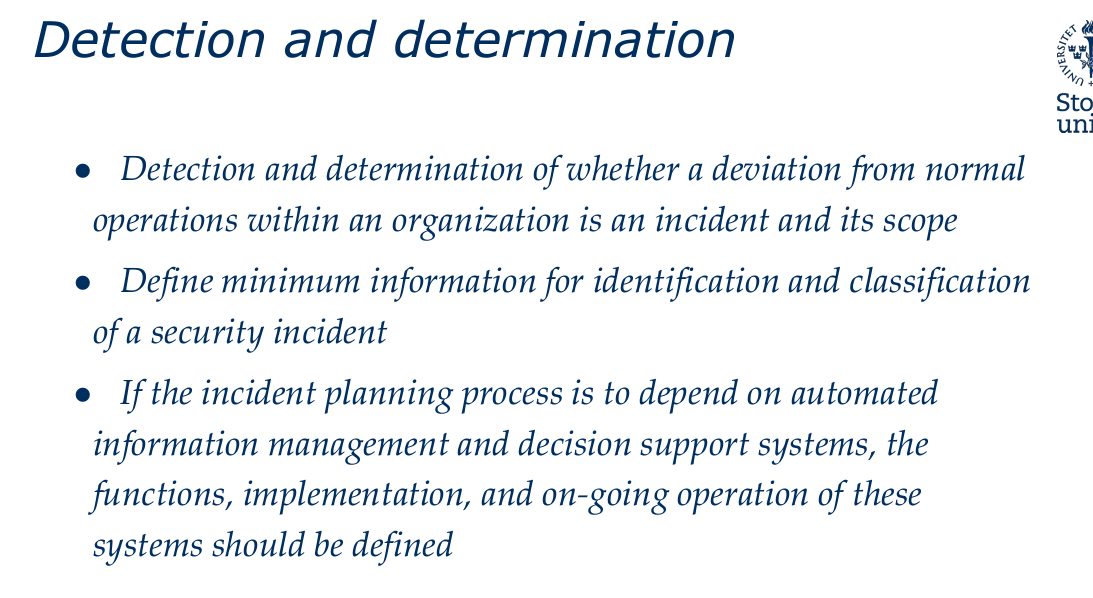 Detection and determination
UNIVERSITET
Sto
uni
● Detection and determination of whether a deviation from normal
operations within an organization is an incident and its scope
● Define minimum information for identification and classification
of a security incident
● If the incident planning process is to depend on automated
information management and decision support systems, the
functions, implementation, and on-going operation of these
systems should be defined